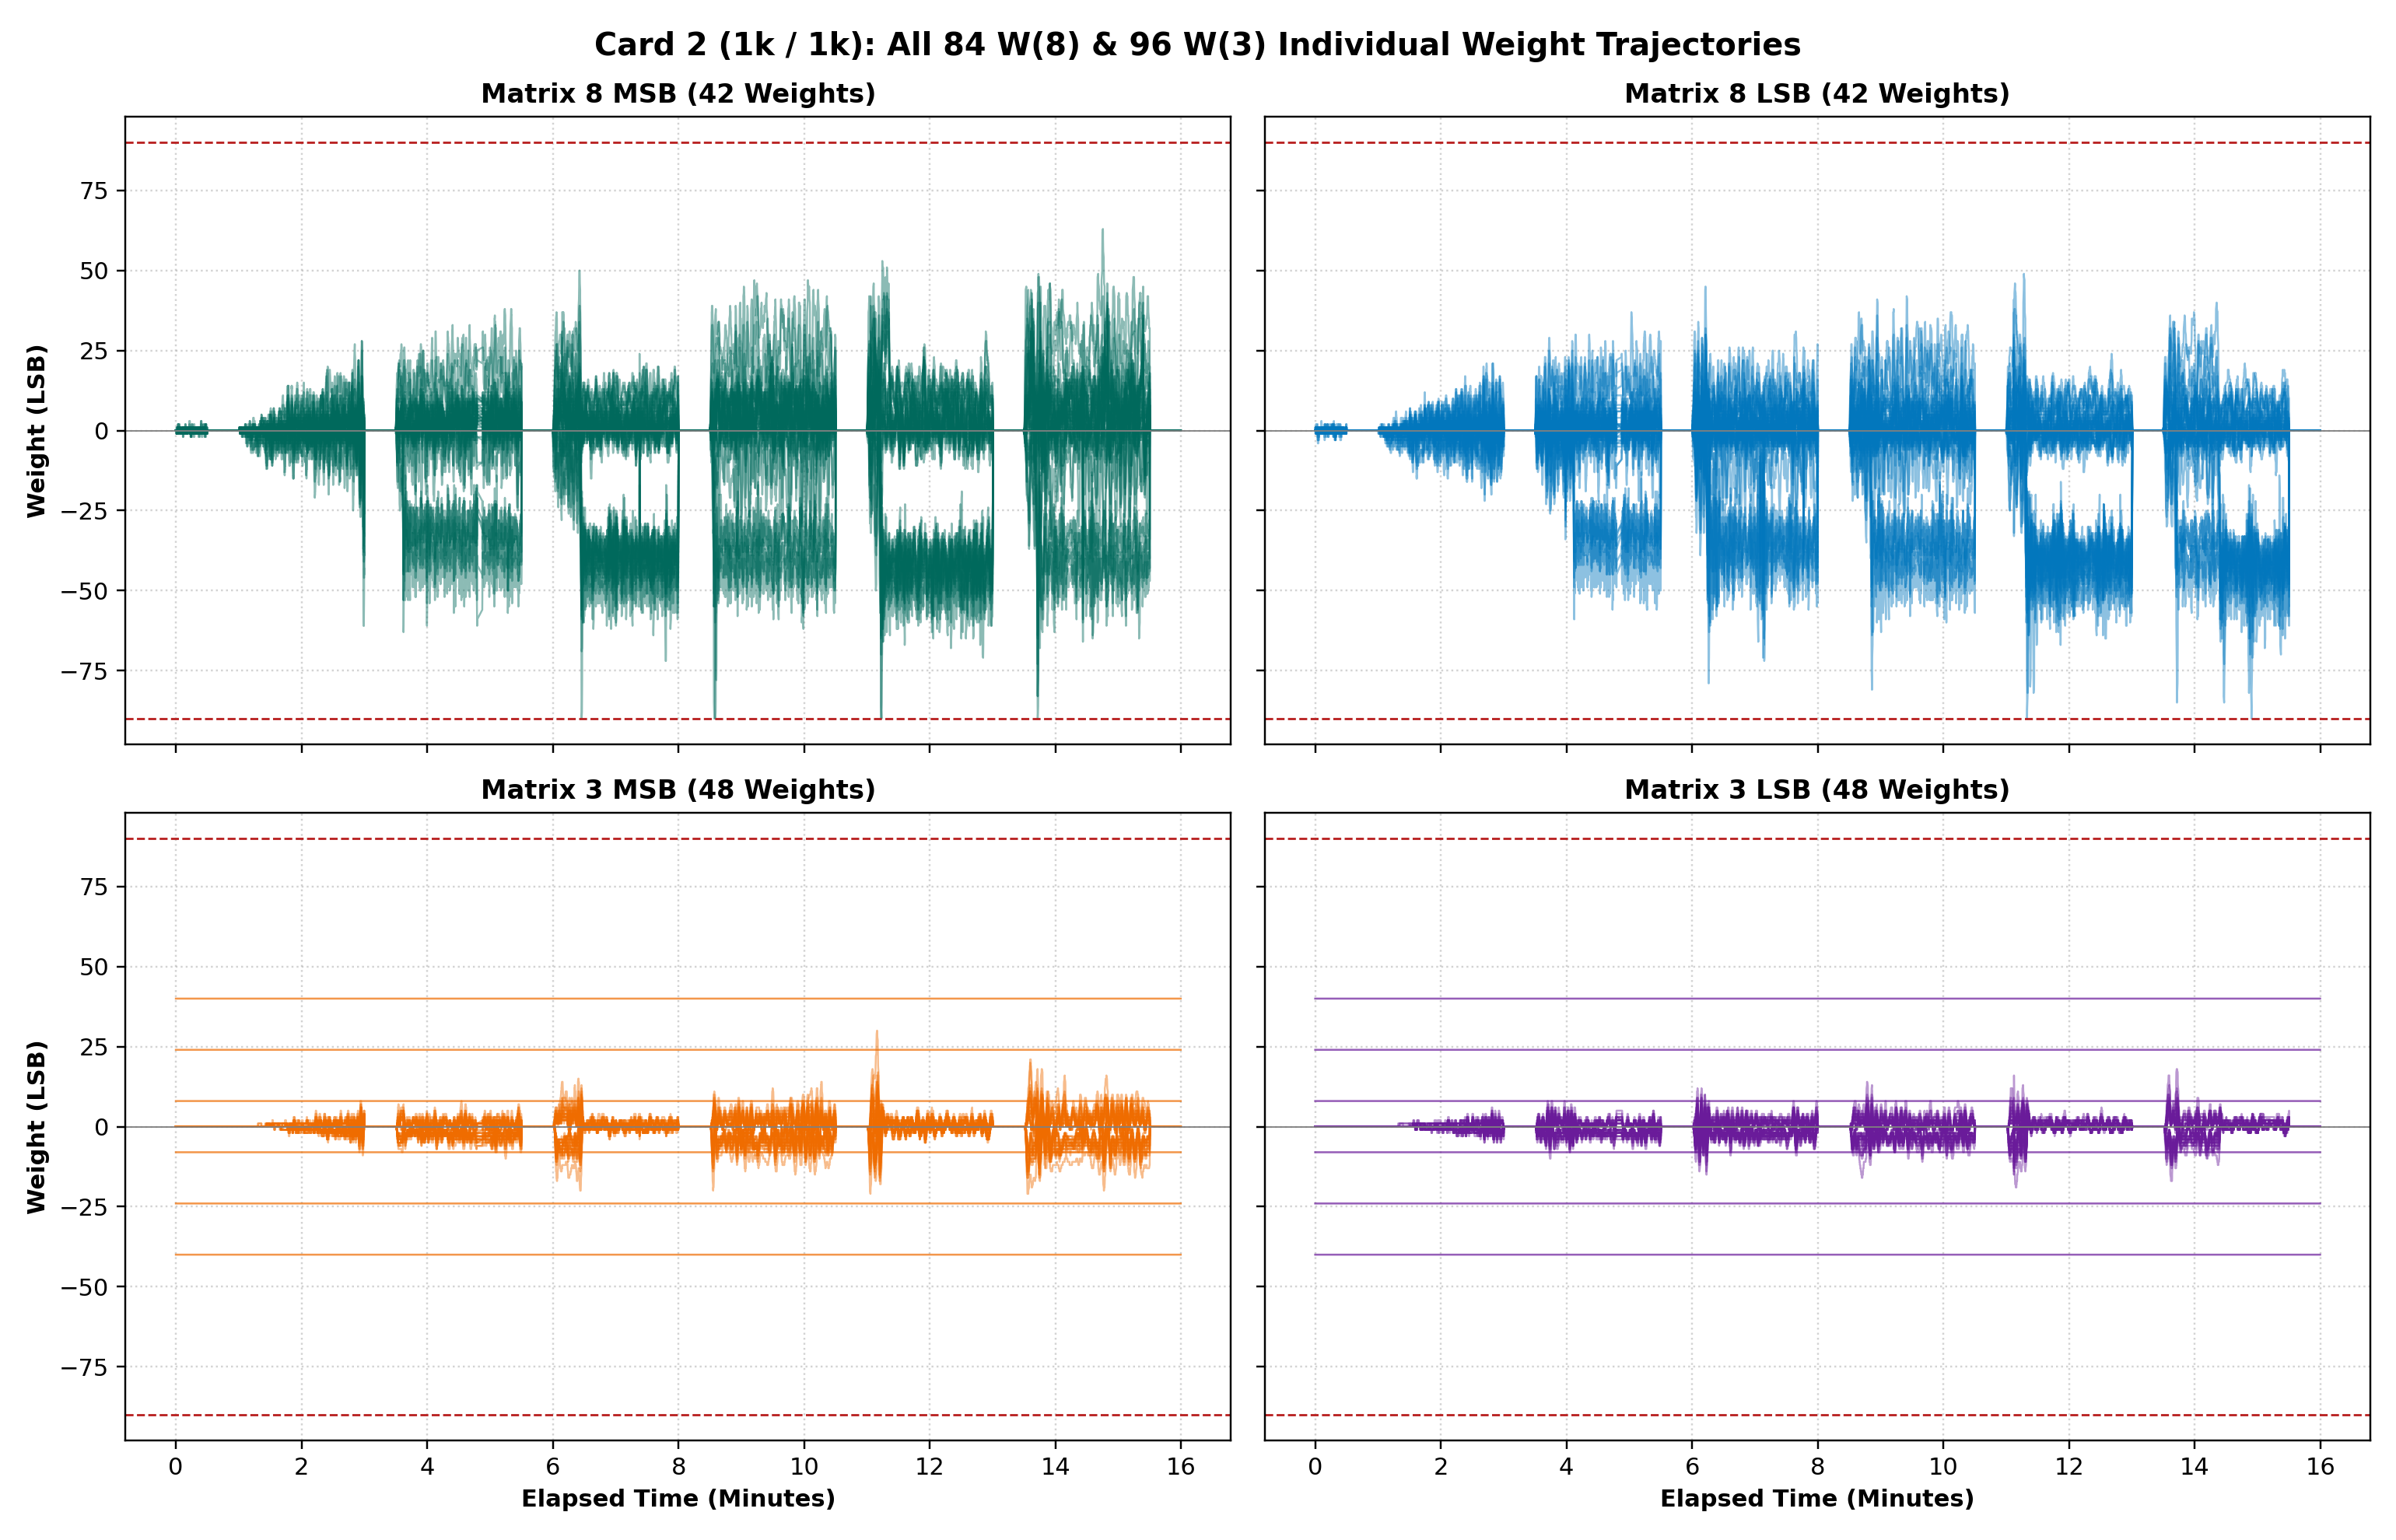 Card 2 (1k / 1k): All 84 W(8) & 96 W(3) Individual Weight Trajectories
Matrix 8 MSB (42 Weights)
Weight (LSB)
75
50
25
0
−25
−50
−75
Matrix 8 LSB (42 Weights)
Matrix 3 MSB (48 Weights)
Weight (LSB)
75
50
25
0
−25
−50
−75
0 2 4 6 8 10 12 14 16
Elapsed Time (Minutes)
Matrix 3 LSB (48 Weights)
0 2 4 6 8 10 12 14 16
Elapsed Time (Minutes)